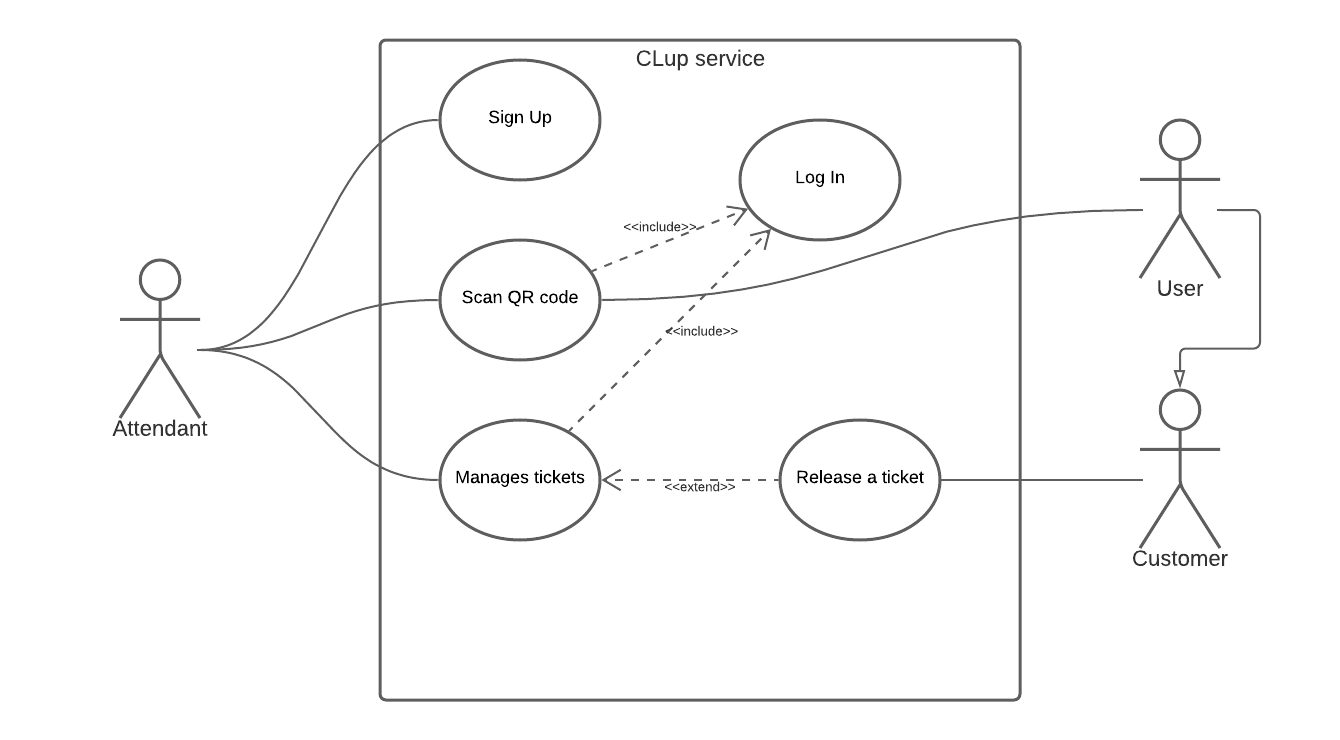 CLup service
Sign Up
Log In
<<include>>
Scan QR code
User
<<include>>
Attendant
Manages tickets
<<extend>>
Release a ticket
Customer